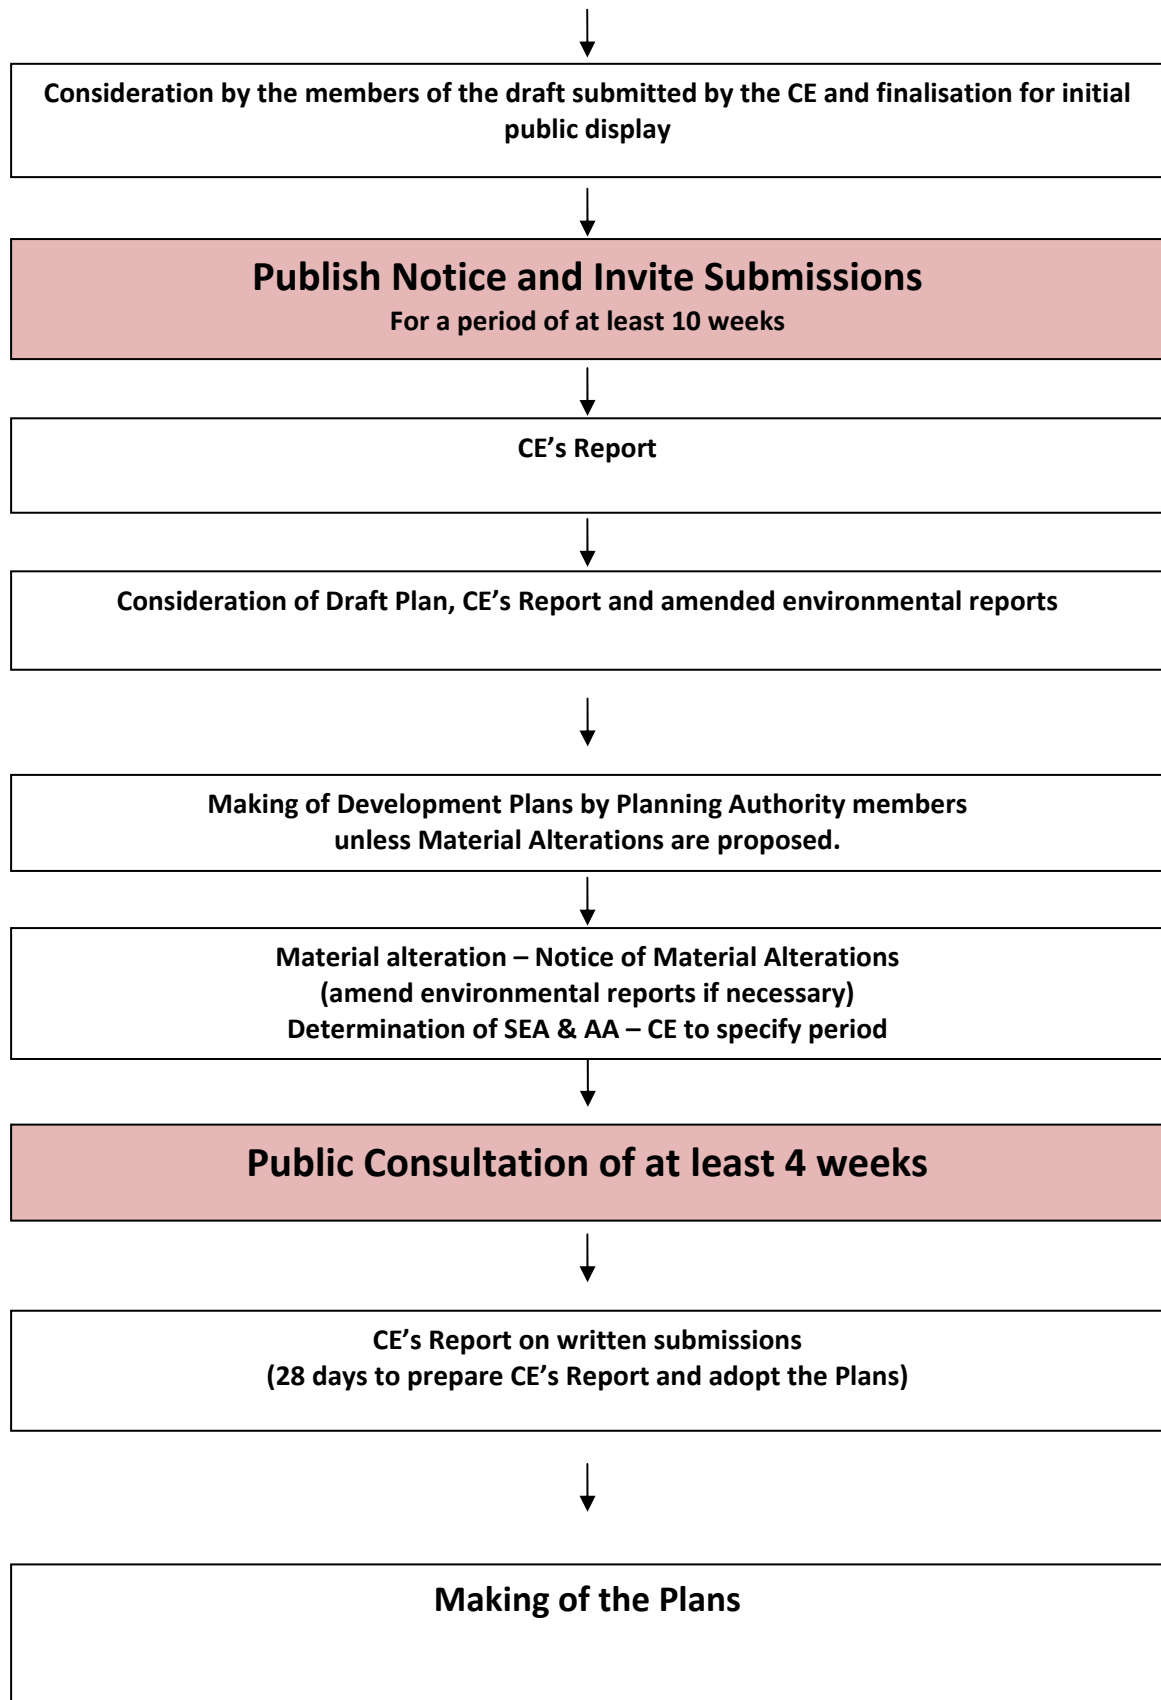 Consideration by the members of the draft submitted by the CE and finalisation for initial
public display
Publish Notice and Invite Submissions
For a period of at least 10 weeks
CE’s Report
Consideration of Draft Plan, CE’s Report and amended environmental reports
Making of Development Plans by Planning Authority members
unless Material Alterations are proposed.
Material alteration – Notice of Material Alterations
(amend environmental reports if necessary)
Determination of SEA & AA – CE to specify period
Public Consultation of at least 4 weeks
CE’s Report on written submissions
(28 days to prepare CE’s Report and adopt the Plans)
Making of the Plans